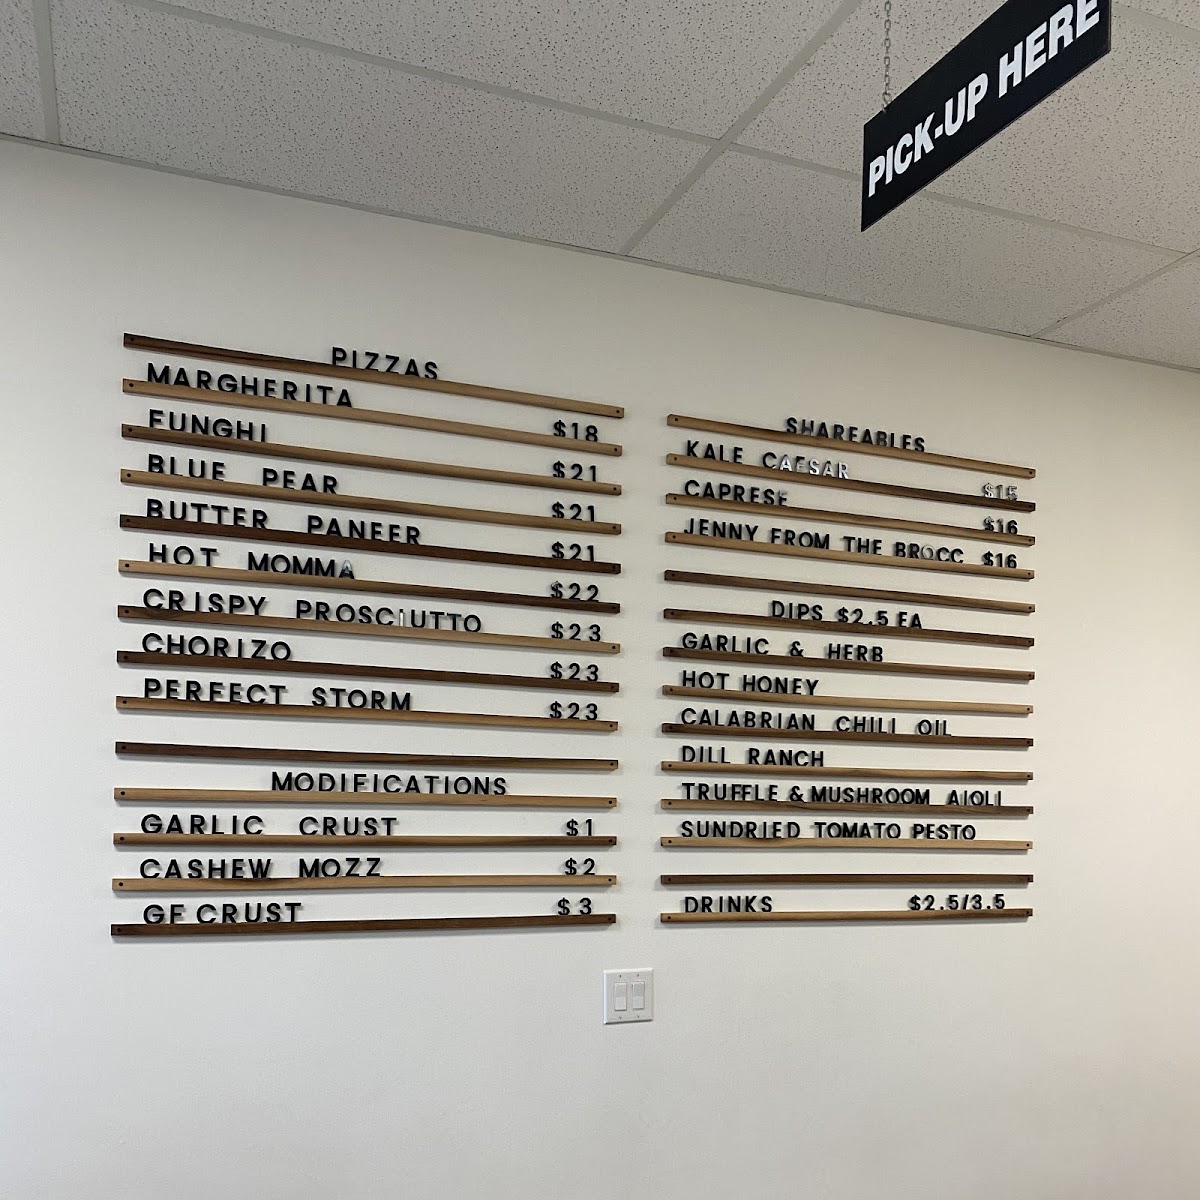 PICK-UP HERE
PIZZAS
MARGHERITA $18
FUNGHI $21
BLUE PEAR $21
BUTTER PANEER $21
HOT MOMMA $22
CRISPY PROSCIUTTO $23
CHORIZO $23
PERFECT STORM $23
MODIFICATIONS
GARLIC CRUST $1
CASHEW MOZZ $2
GF CRUST $3
SHAREABLES
KALE CAESAR $15
CAPRESE $16
JENNY FROM THE BROCC $16
DIPS $2.5 EA
GARLIC & HERB
HOT HONEY
CALABRIAN CHILI OIL
DILL RANCH
TRUFFLE & MUSHROOM AIOLI
SUNDRIED TOMATO PESTO
DRINKS $2.5/3.5